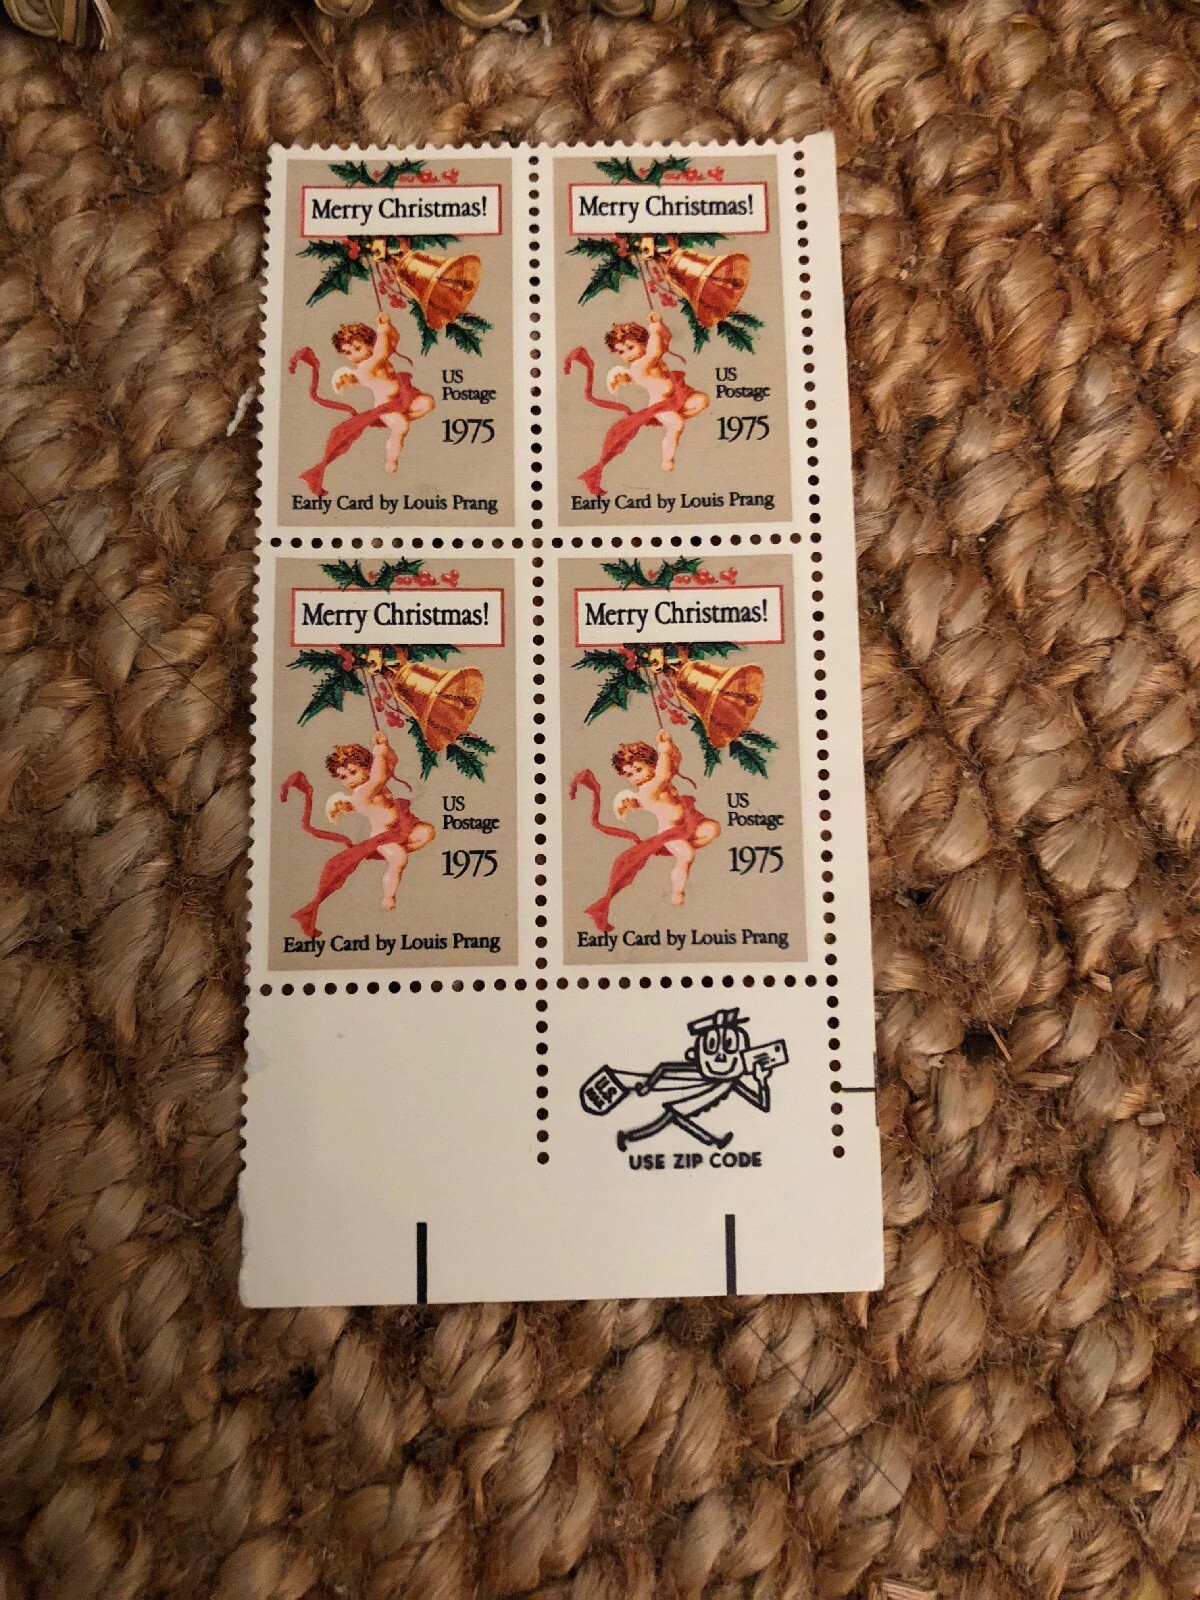 Merry Christmas!
US
Postage
1975
Early Card by Louis Prang
Merry Christmas!
US
Postage
1975
Early Card by Louis Prang
Merry Christmas!
US
Postage
1975
Early Card by Louis Prang
Merry Christmas!
US
Postage
1975
Early Card by Louis Prang
USE ZIP CODE